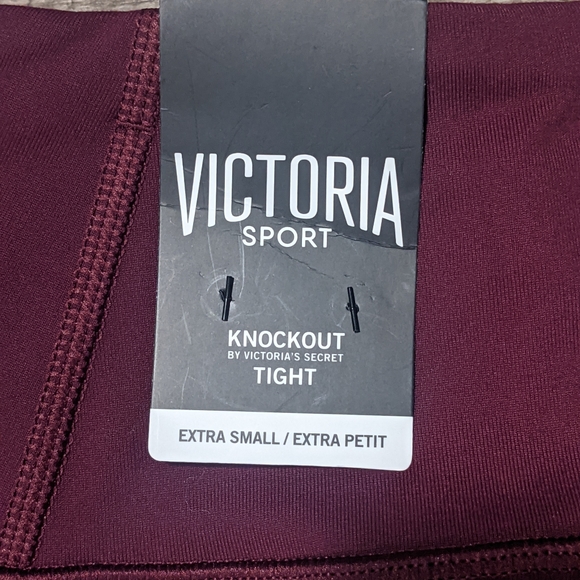 VICTORIA
SPORT
KNOCKOUT
BY VICTORIA'S SECRET
TIGHT
EXTRA SMALL / EXTRA PETIT